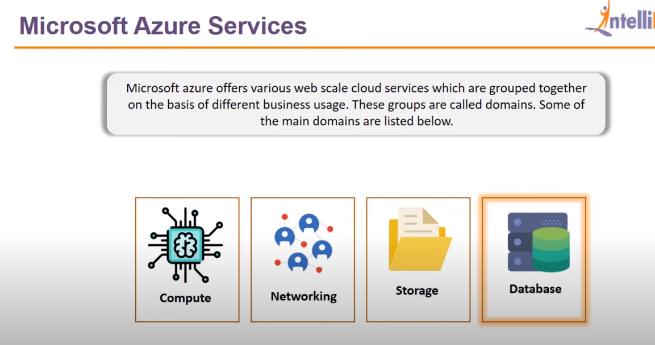 Microsoft Azure Services
Microsoft azure offers various web scale cloud services which are grouped together
on the basis of different business usage. These groups are called domains. Some of
the main domains are listed below.
Compute
Networking
Storage
Database